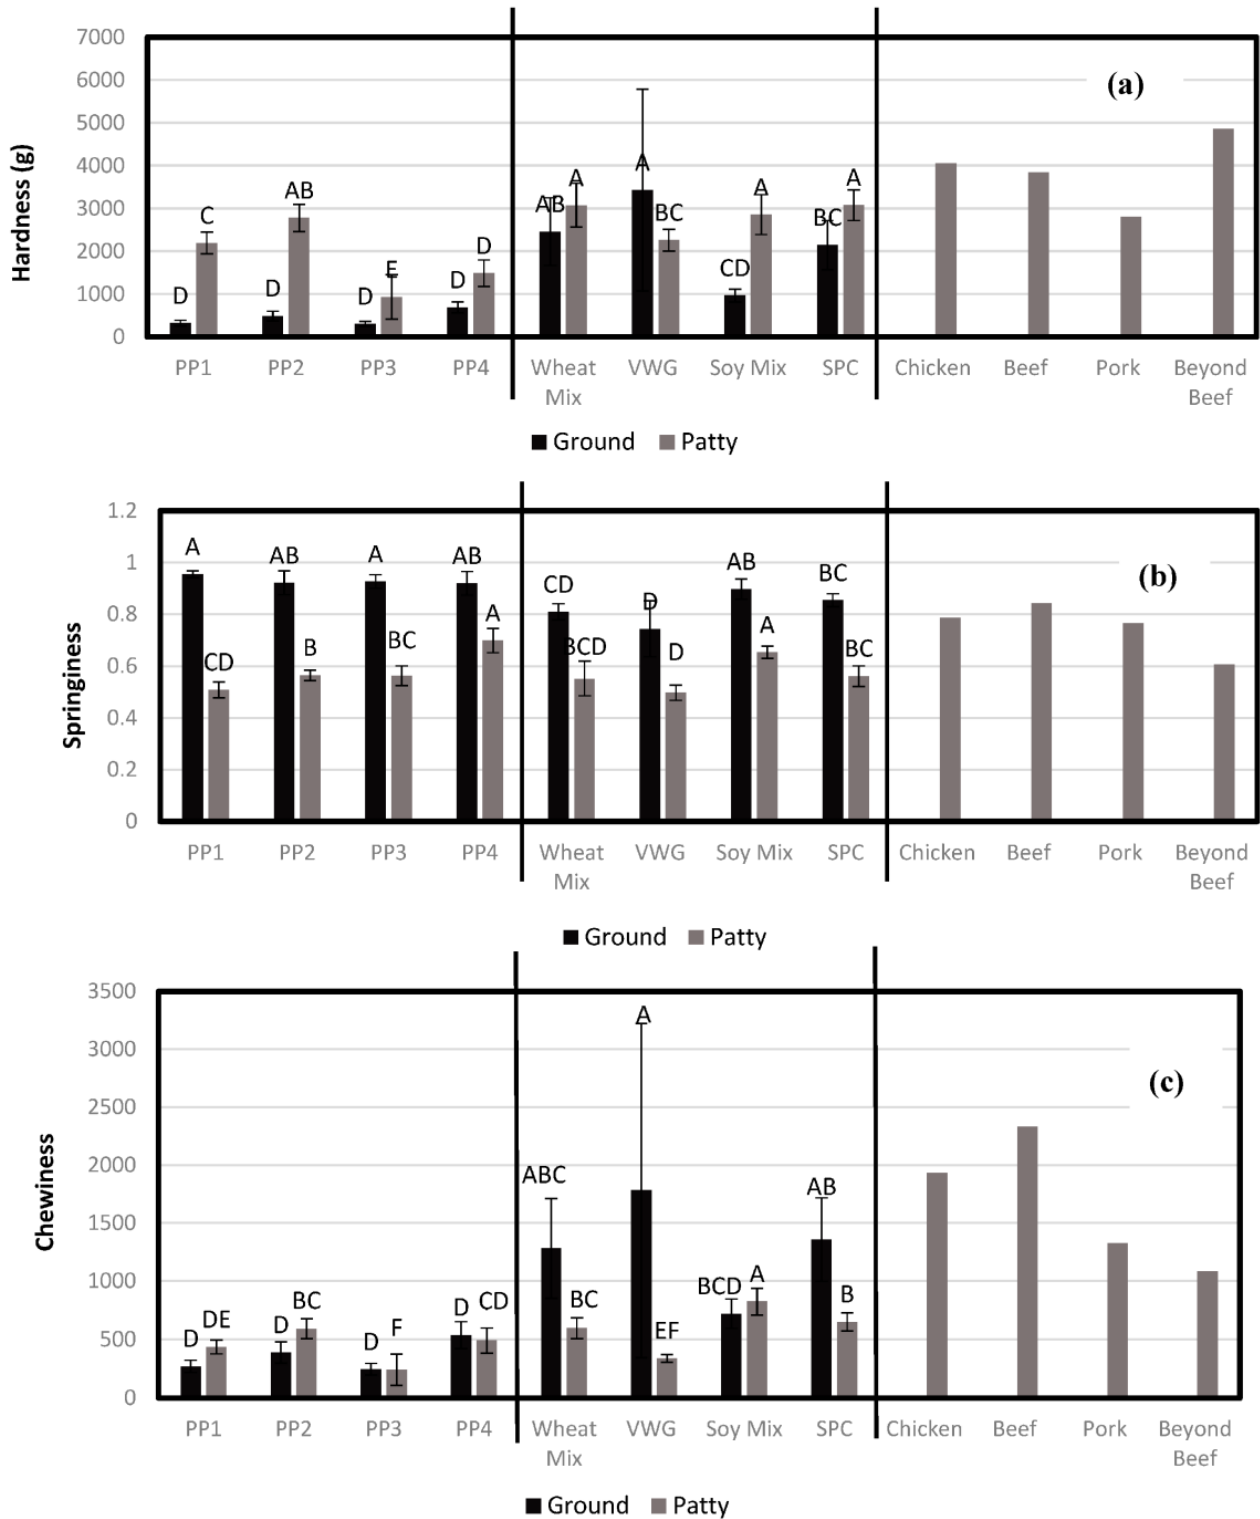 7000
6000
5000
4000
3000
2000
1000
0
Hardness (g)
(a)
D C D AB D E D D AB A A BC CD A BC A
PP1 PP2 PP3 PP4 Wheat Mix VWG Soy Mix SPC Chicken Beef Pork Beyond Beef
Ground Patty
1.2
1
0.8
0.6
0.4
0.2
0
Springiness
(b)
A CD AB B A BC AB A CD BCD D D AB A BC BC
PP1 PP2 PP3 PP4 Wheat Mix VWG Soy Mix SPC Chicken Beef Pork Beyond Beef
Ground Patty
3500
3000
2500
2000
1500
1000
500
0
Chewiness
(c)
D DE D BC D F D CD ABC BC A EF BCD A AB B
PP1 PP2 PP3 PP4 Wheat Mix VWG Soy Mix SPC Chicken Beef Pork Beyond Beef
Ground Patty